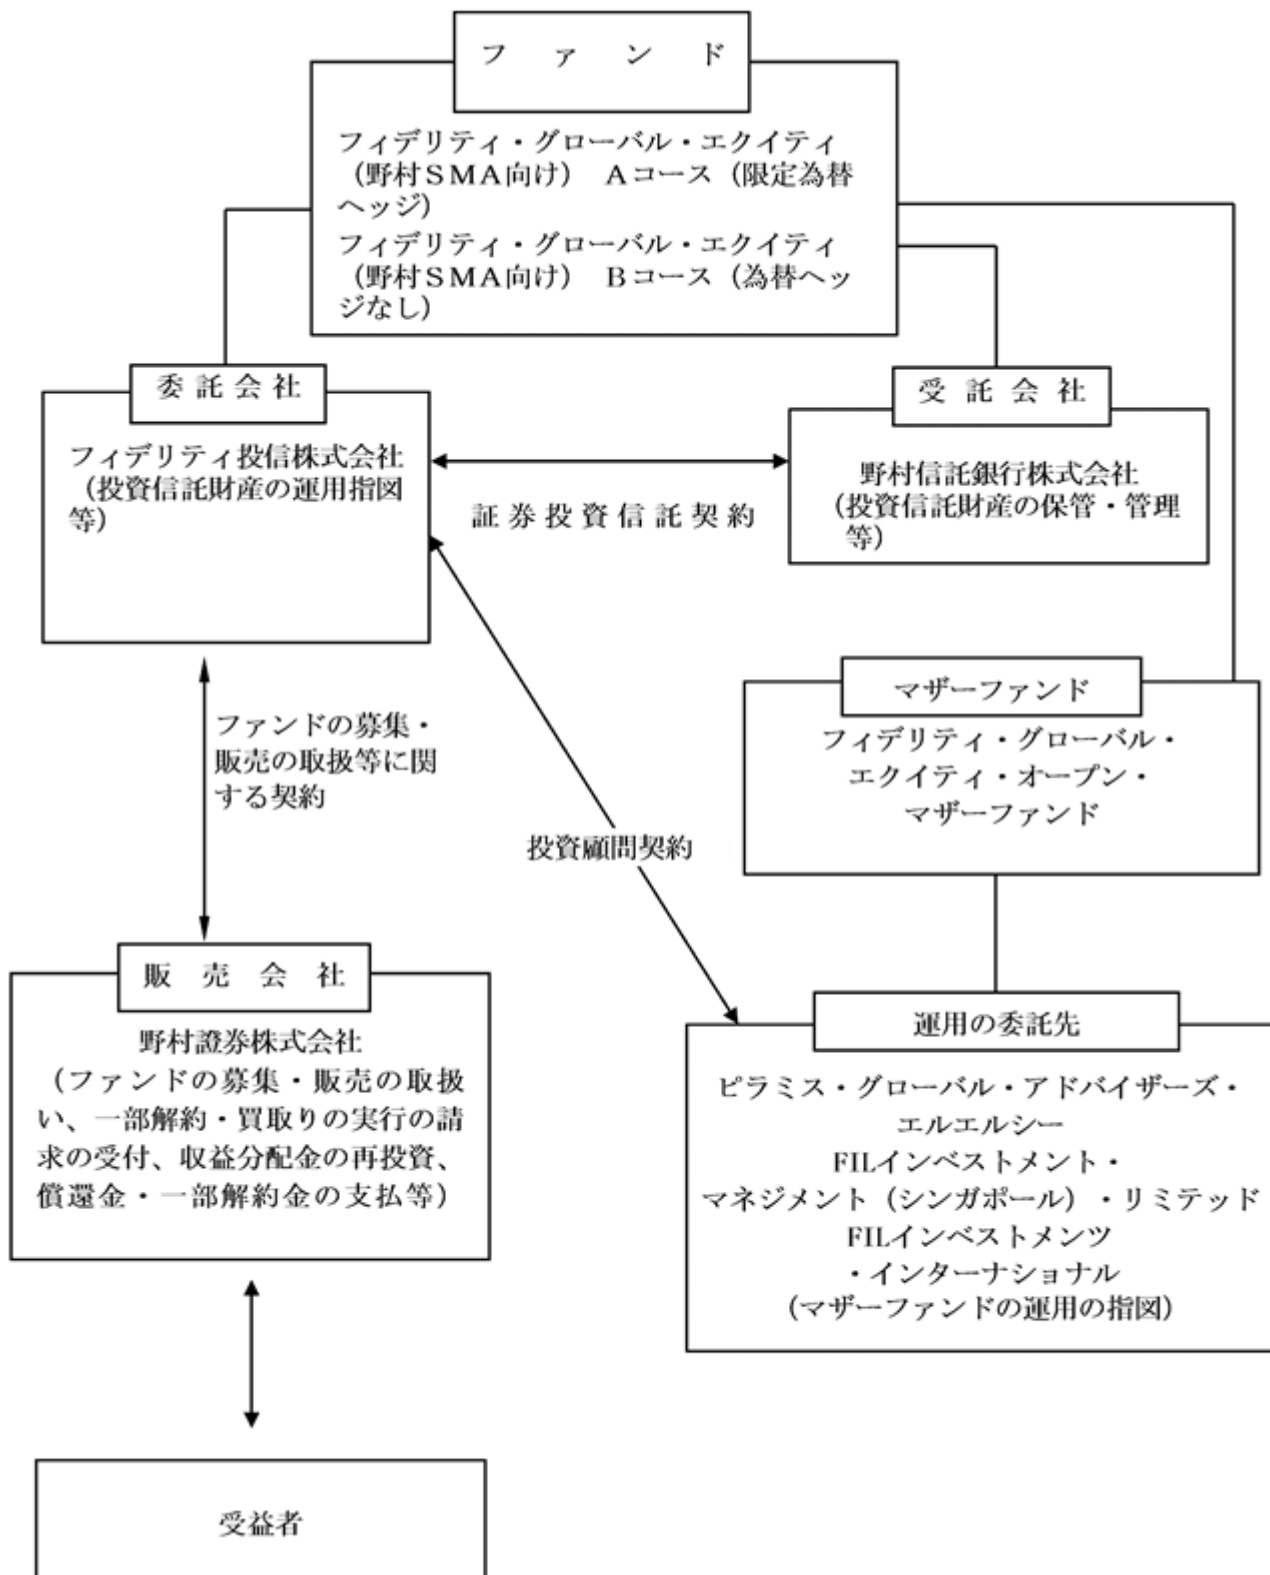 ファンド
フィデリティ・グローバル・エクイティ
（野村ＳＭＡ向け） Ａコース（限定為替
ヘッジ）
フィデリティ・グローバル・エクイティ
（野村ＳＭＡ向け） Ｂコース（為替ヘッ
ジなし）
委託会社
フィデリティ投信株式会社
（投資信託財産の運用指図
等）
証券投資信託契約
受託会社
野村信託銀行株式会社
（投資信託財産の保管・管理
等）
マザーファンド
フィデリティ・グローバル・
エクイティ・オープン・
マザーファンド
ファンドの募集・
販売の取扱等に関
する契約
投資顧問契約
販売会社
野村證券株式会社
（ファンドの募集・販売の取扱
い、一部解約・買取りの実行の請
求の受付、収益分配金の再投資、
償還金・一部解約金の支払等）
運用の委託先
ピラミス・グローバル・アドバイザーズ・
エルエルシー
FILインベストメント・
マネジメント（シンガポール）・リミテッド
FILインベストメンツ
・インターナショナル
（マザーファンドの運用の指図）
受益者